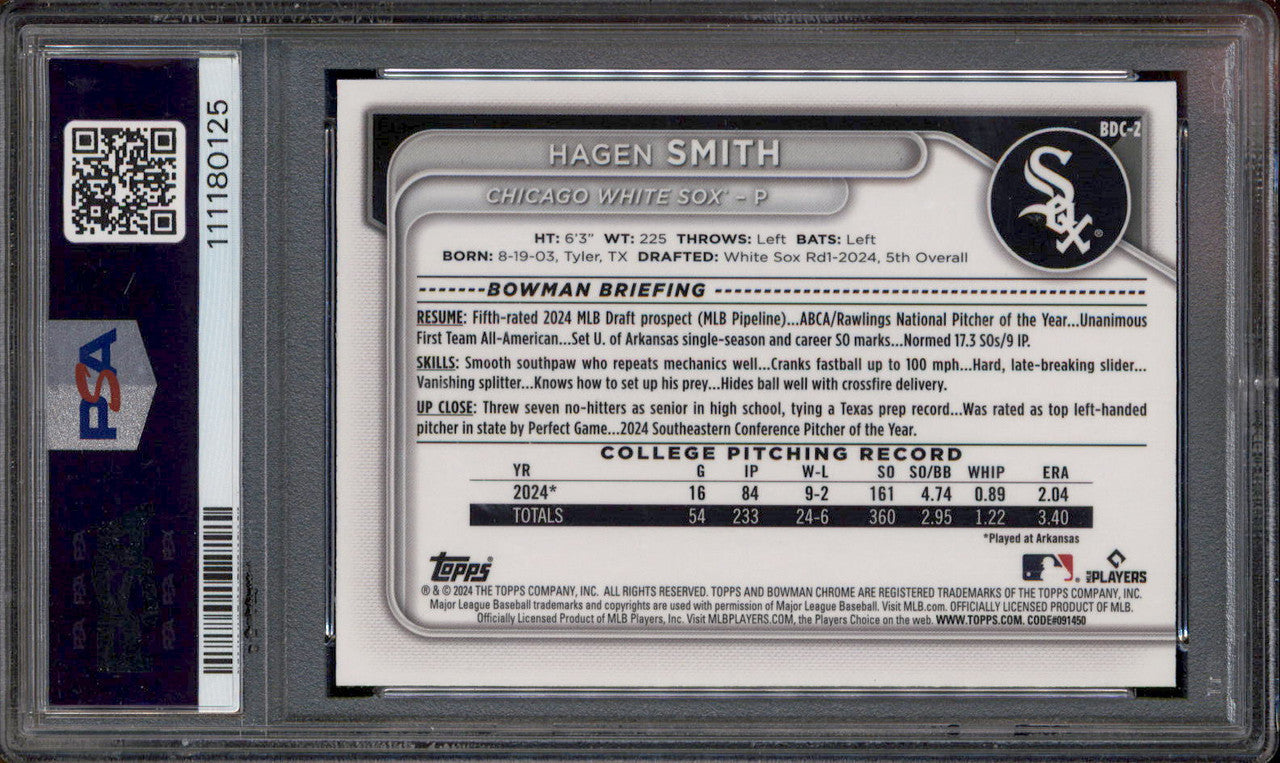 PSA
111180125
BDC-2
HAGEN SMITH
CHICAGO WHITE SOX™ – P
Sox®
HT: 6'3" WT: 225 THROWS: Left BATS: Left
BORN: 8-19-03, Tyler, TX DRAFTED: White Sox Rd1-2024, 5th Overall
BOWMAN BRIEFING
RESUME: Fifth-rated 2024 MLB Draft prospect (MLB Pipeline)...ABCA/Rawlings National Pitcher of the Year...Unanimous
First Team All-American...Set U. of Arkansas single-season and career SO marks...Normed 17.3 SOs/9 IP.
SKILLS: Smooth southpaw who repeats mechanics well...Cranks fastball up to 100 mph...Hard, late-breaking slider...
Vanishing splitter...Knows how to set up his prey...Hides ball well with crossfire delivery.
UP CLOSE: Threw seven no-hitters as senior in high school, tying a Texas prep record...Was rated as top left-handed
pitcher in state by Perfect Game...2024 Southeastern Conference Pitcher of the Year.
COLLEGE PITCHING RECORD
YR G IP W-L SO SO/BB WHIP ERA
2024* 16 84 9-2 161 4.74 0.89 2.04
TOTALS 54 233 24-6 360 2.95 1.22 3.40
*Played at Arkansas
Topps®
MLB PLAYERS
® & © 2024 THE TOPPS COMPANY, INC. ALL RIGHTS RESERVED. TOPPS AND BOWMAN CHROME ARE REGISTERED TRADEMARKS OF THE TOPPS COMPANY, INC.
Major League Baseball trademarks and copyrights are used with permission of Major League Baseball. Visit MLB.com. OFFICIALLY LICENSED PRODUCT OF MLB.
Officially Licensed Product of MLB Players, Inc. Visit MLBPLAYERS.COM, the Players Choice on the web. WWW.TOPPS.COM. CODE#091450